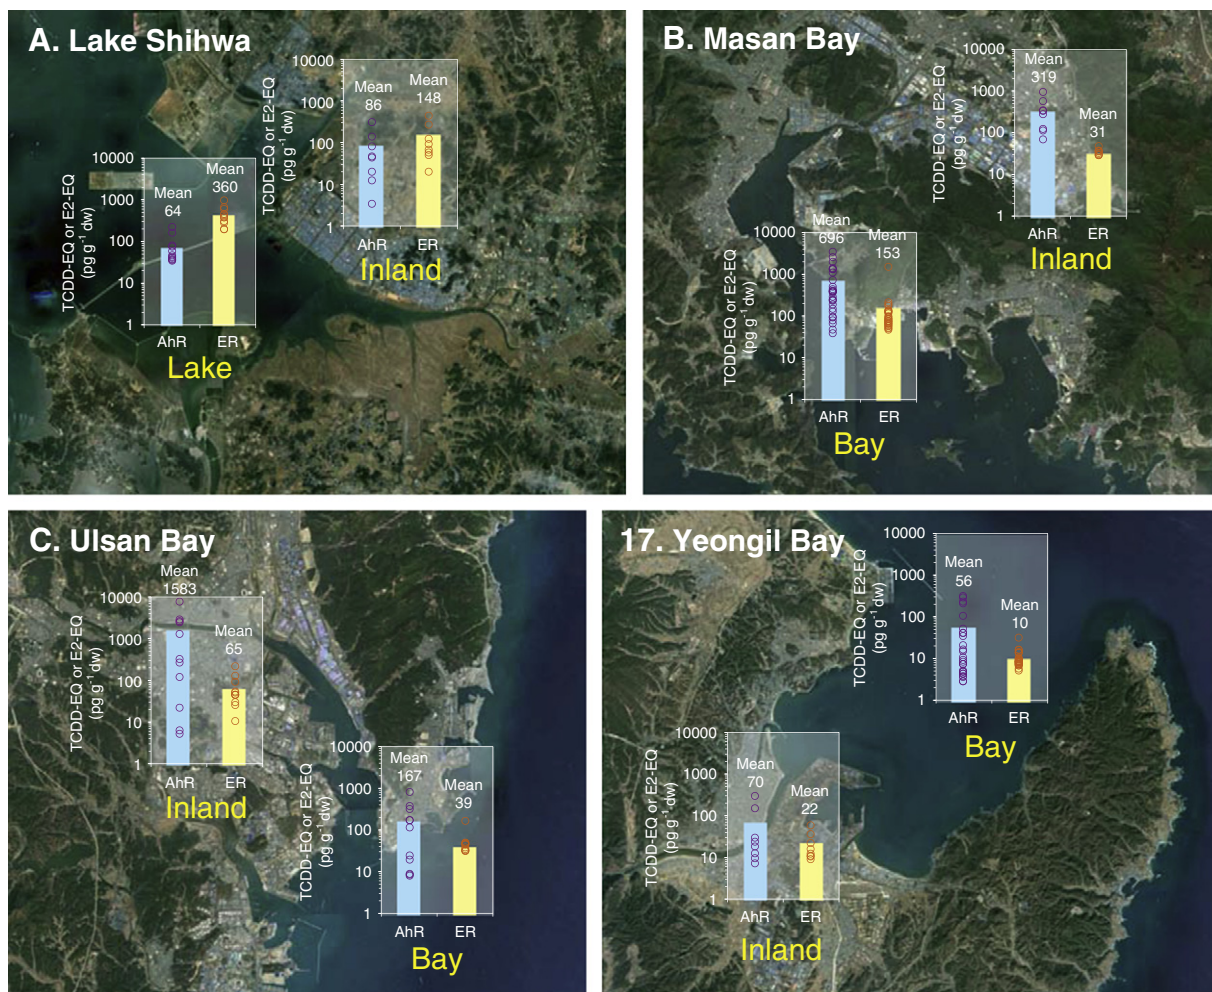 A. Lake Shihwa
TCDD-EQ or E2-EQ
(pg g-1 dw)
10000
1000
100
10
1
Mean
64
Mean
360
AhR
ER
Lake
TCDD-EQ or E2-EQ
(pg g-1 dw)
10000
1000
100
10
1
Mean
86
Mean
148
AhR
ER
Inland
B. Masan Bay
TCDD-EQ or E2-EQ
(pg g-1 dw)
10000
1000
100
10
1
Mean
319
Mean
31
AhR
ER
Inland
TCDD-EQ or E2-EQ
(pg g-1 dw)
10000
1000
100
10
1
Mean
696
Mean
153
AhR
ER
Bay
C. Ulsan Bay
TCDD-EQ or E2-EQ
(pg g-1 dw)
10000
1000
100
10
1
Mean
1583
Mean
65
AhR
ER
Inland
TCDD-EQ or E2-EQ
(pg g-1 dw)
10000
1000
100
10
1
Mean
167
Mean
39
AhR
ER
Bay
17. Yeongil Bay
TCDD-EQ or E2-EQ
(pg g-1 dw)
10000
1000
100
10
1
Mean
56
Mean
10
AhR
ER
Bay
TCDD-EQ or E2-EQ
(pg g-1 dw)
10000
1000
100
10
1
Mean
70
Mean
22
AhR
ER
Inland